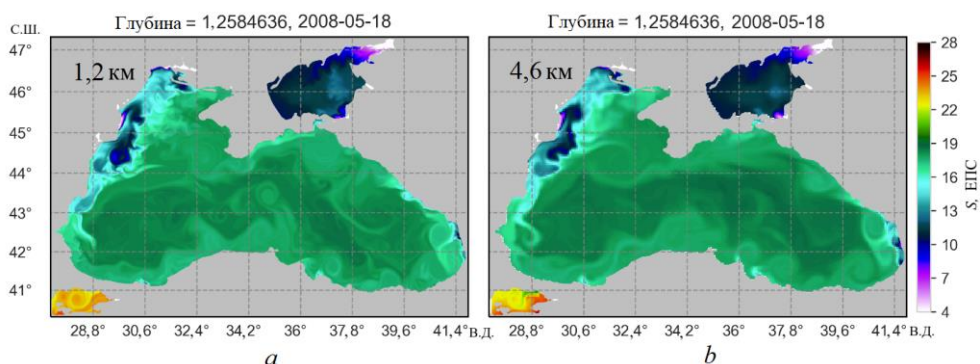 Глубина = 1,2584636, 2008-05-18
Глубина = 1,2584636, 2008-05-18
С.Ш.
47°
46°
45°
44°
43°
42°
41°
1,2 км
4,6 км
28
25
22
19
16
13
10
7
4
S, ЕПС
28,8° 30,6° 32,4° 34,2° 36° 37,8° 39,6° 41,4° В.Д.
28,8° 30,6° 32,4° 34,2° 36° 37,8° 39,6° 41,4° В.Д.
a
b